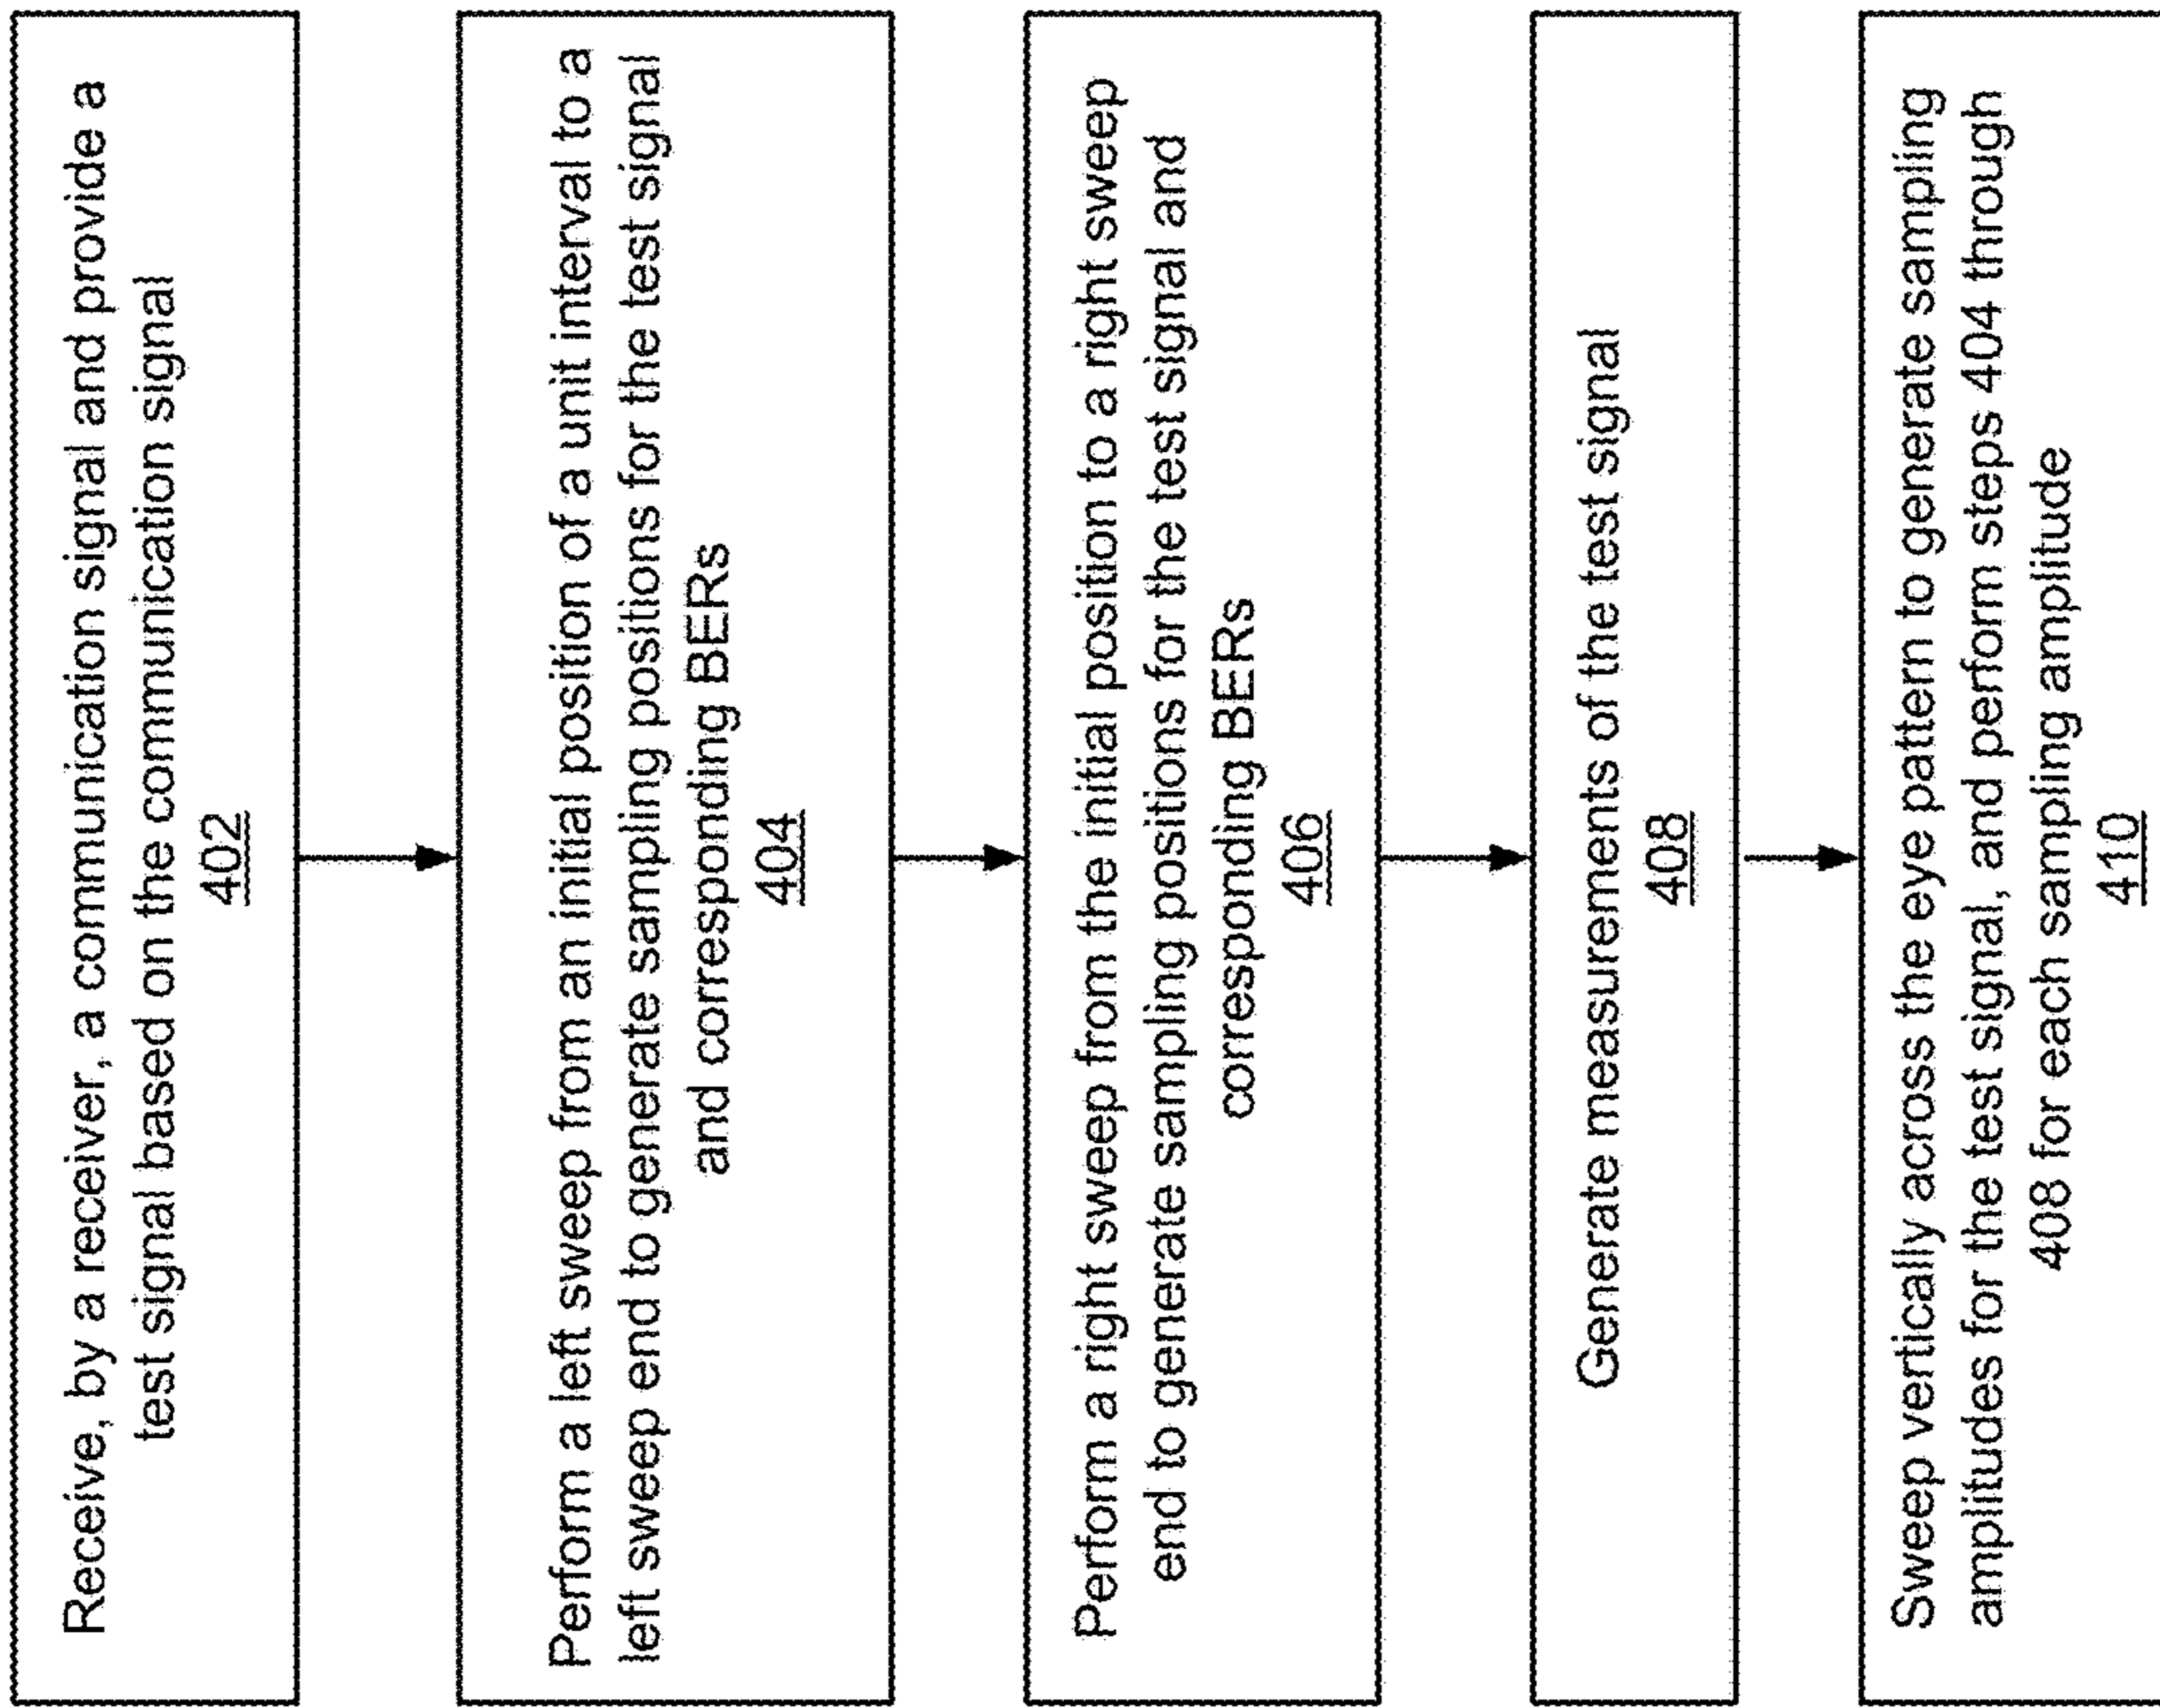 Receive, by a receiver, a communication signal and provide a
test signal based on the communication signal
402
Perform a left sweep from an initial position of a unit interval to a
left sweep end to generate sampling positions for the test signal
and corresponding BERs
404
Perform a right sweep from the initial position to a right sweep
end to generate sampling positions for the test signal and
corresponding BERs
406
Generate measurements of the test signal
408
Sweep vertically across the eye pattern to generate sampling
amplitudes for the test signal, and perform steps 404 through
408 for each sampling amplitude
410